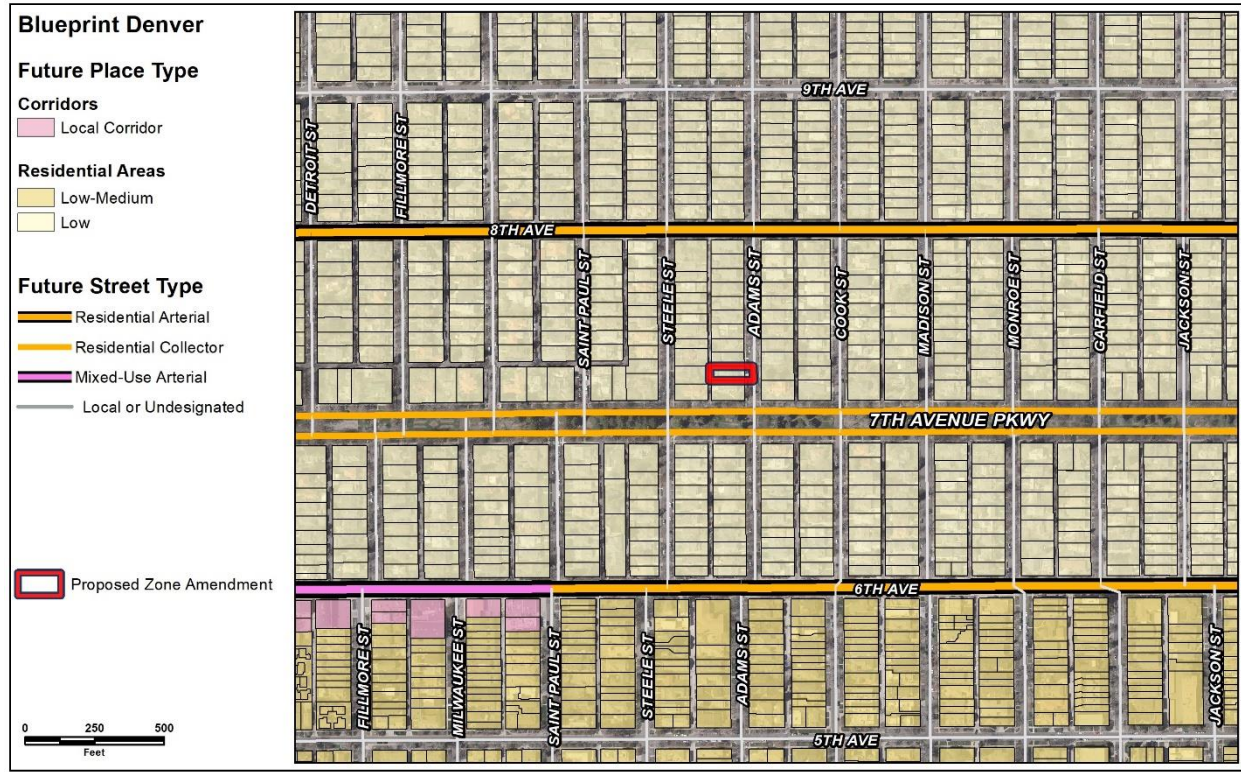 Blueprint Denver
Future Place Type
Corridors
Local Corridor
Residential Areas
Low-Medium
Low
Future Street Type
Residential Arterial
Residential Collector
Mixed-Use Arterial
Local or Undesignated
Proposed Zone Amendment
0 250 500
Feet
9TH AVE
DETROIT ST
FILLMORE ST
8TH AVE
SAINT PAUL ST
STEELE ST
ADAMS ST
COOK ST
MADISON ST
MONROE ST
GARFIELD ST
JACKSON ST
7TH AVENUE PKWY
6TH AVE
FILLMORE ST
MILWAUKEE ST
SAINT PAUL ST
STEELE ST
ADAMS ST
JACKSON ST
5TH AVE